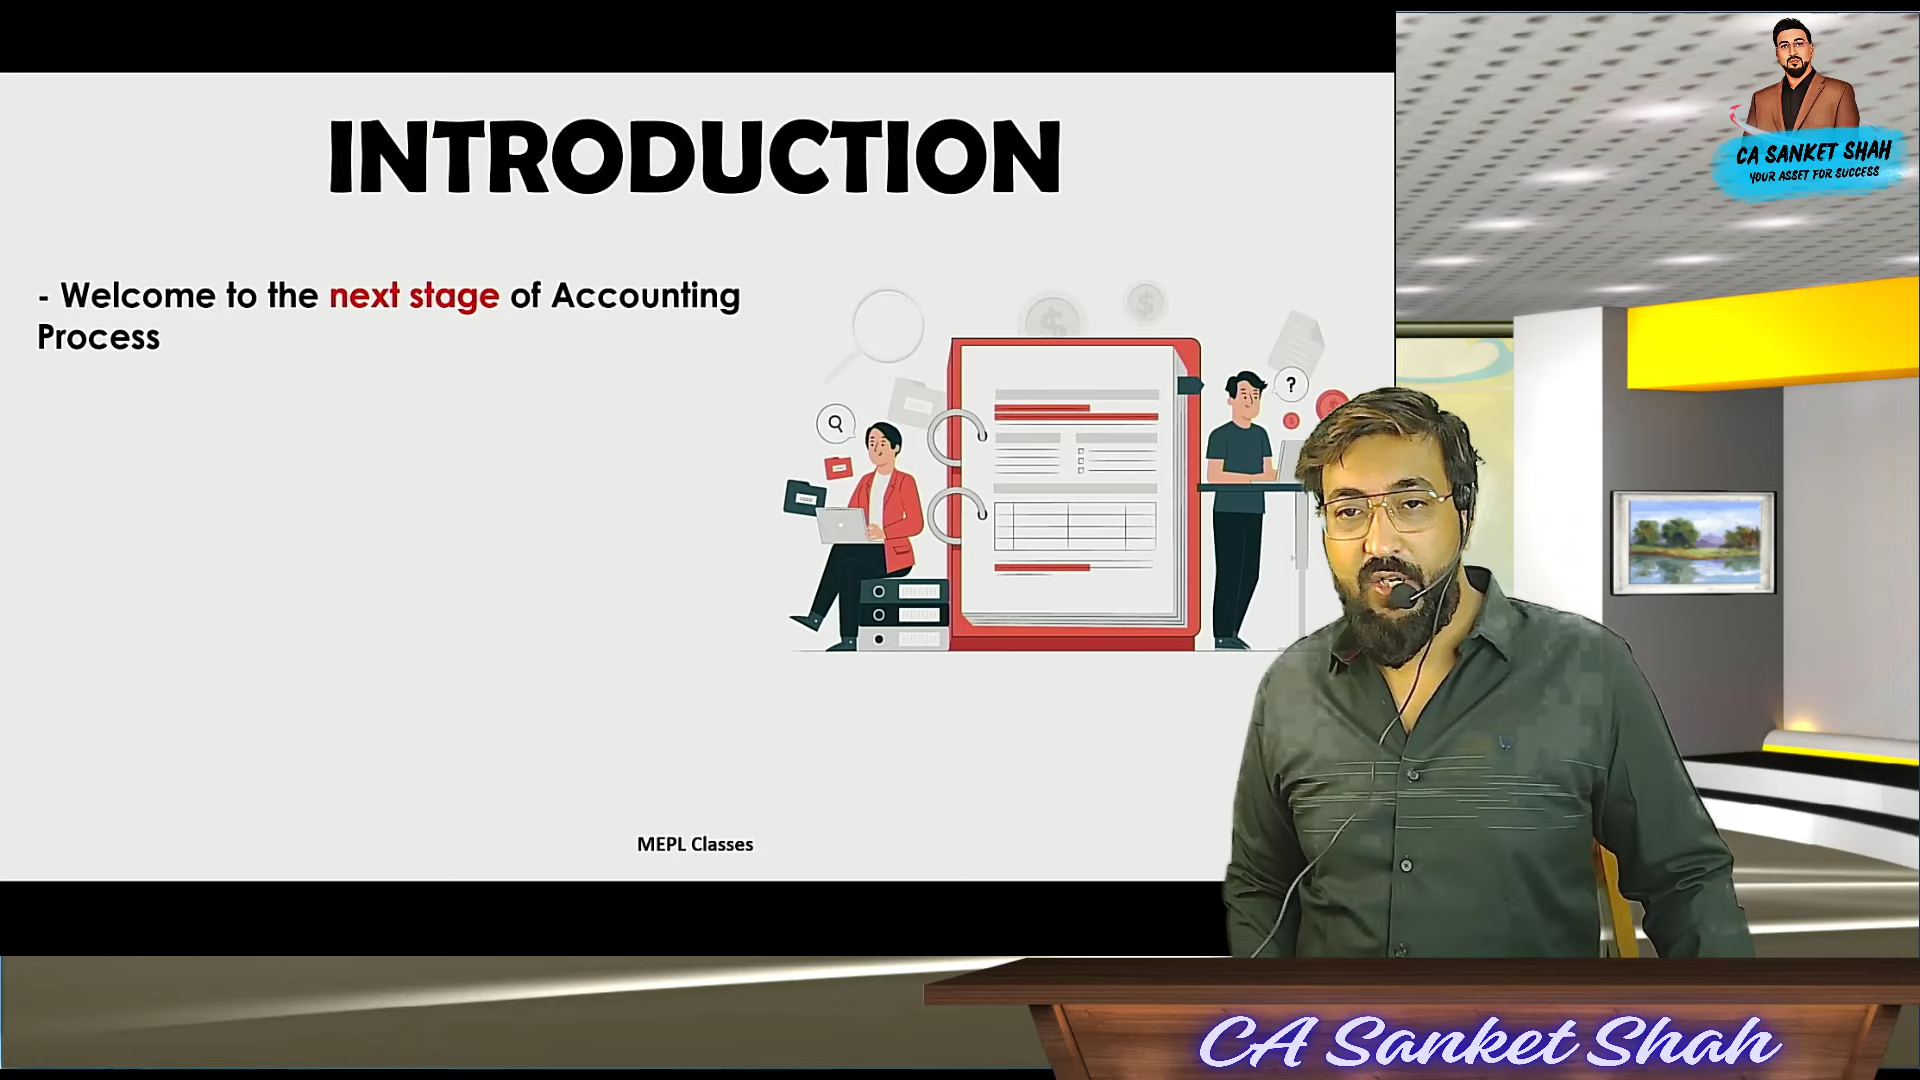 INTRODUCTION
- Welcome to the next stage of Accounting
Process
?
MEPL Classes
CA SANKET SHAH
YOUR ASSET FOR SUCCESS
CA Sanket Shah